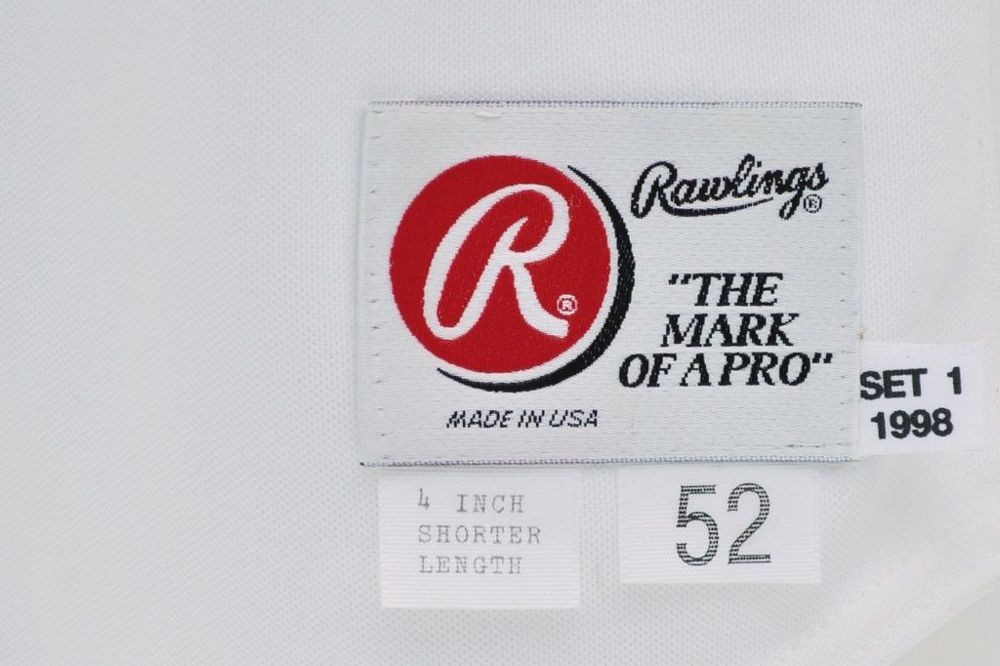 R®
Rawlings®
"THE
MARK
OF A PRO"
MADE IN USA
SET 1
1998
4 INCH
SHORTER
LENGTH
52